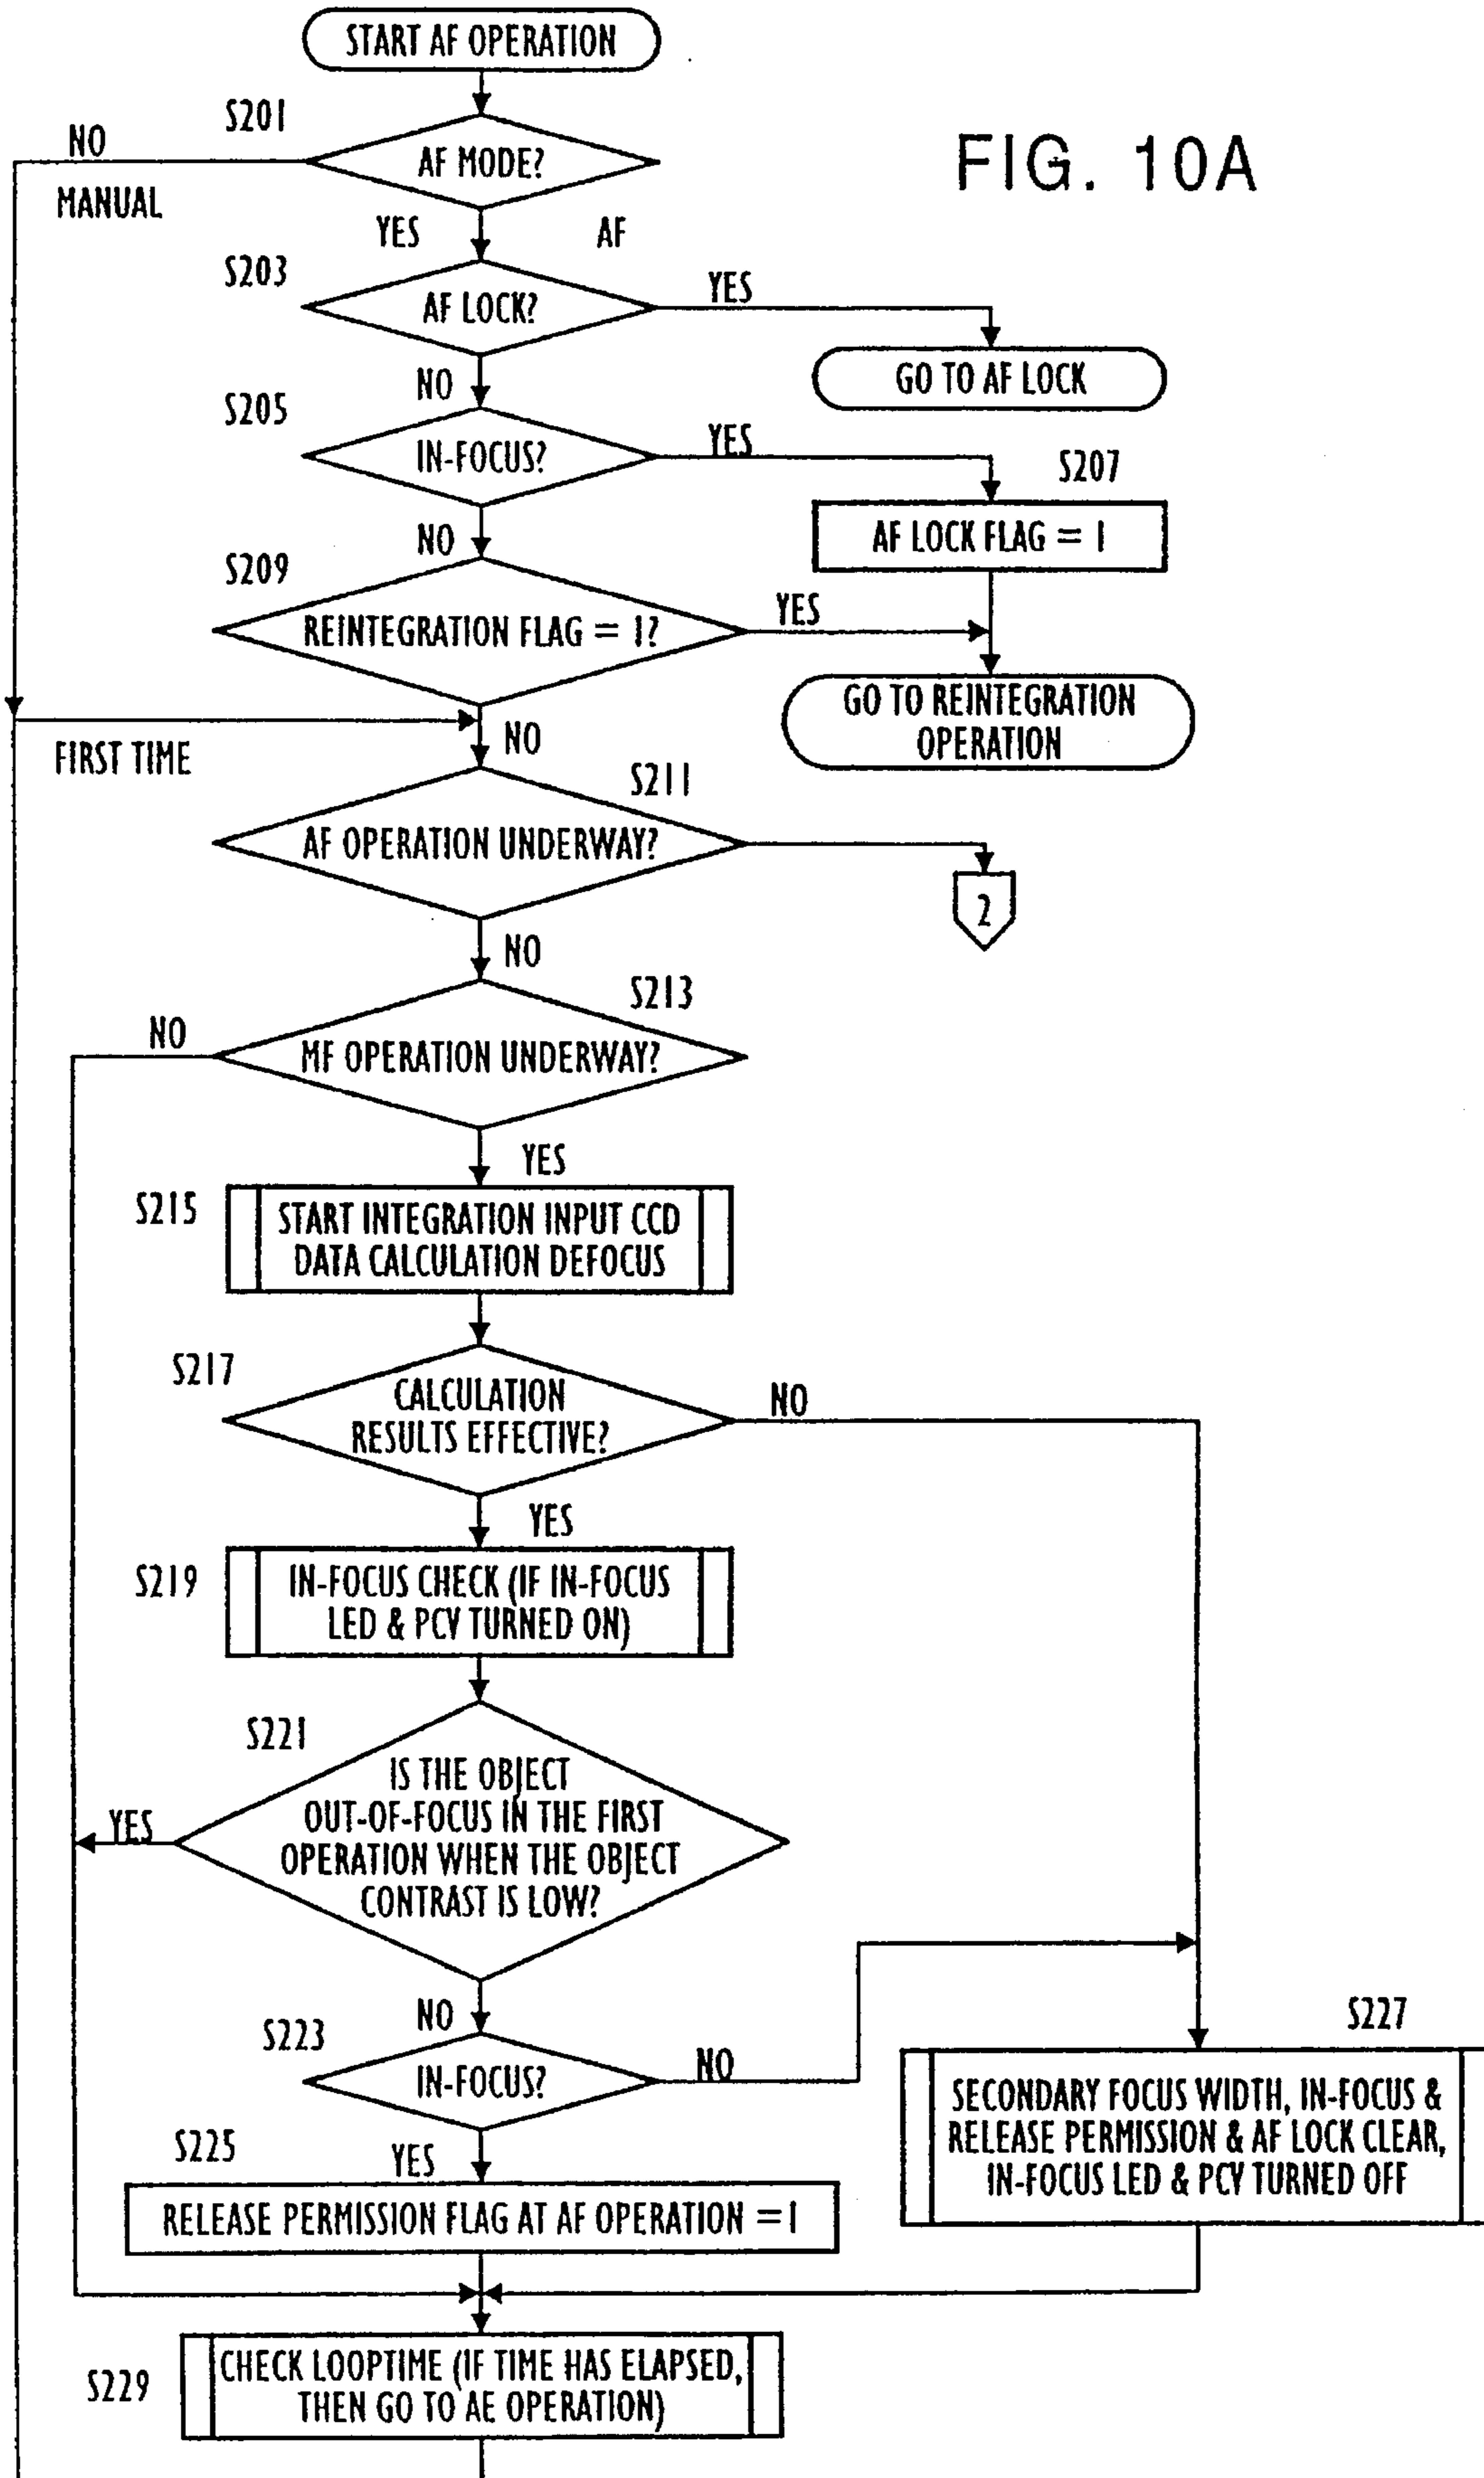 START AF OPERATION
S201
NO
AF MODE?
FIG. 10A
MANUAL
YES
AF
S203
AF LOCK?
YES
GO TO AF LOCK
NO
S205
IN-FOCUS?
YES
S207
AF LOCK FLAG = 1
NO
S209
REINTEGRATION FLAG = 1?
YES
GO TO REINTEGRATION
OPERATION
FIRST TIME
NO
S211
AF OPERATION UNDERWAY?
2
NO
S213
NO
MF OPERATION UNDERWAY?
YES
S215
START INTEGRATION INPUT CCD
DATA CALCULATION DEFOCUS
S217
CALCULATION
RESULTS EFFECTIVE?
NO
YES
S219
IN-FOCUS CHECK (IF IN-FOCUS
LED & PCV TURNED ON)
S221
IS THE OBJECT
OUT-OF-FOCUS IN THE FIRST
OPERATION WHEN THE OBJECT
CONTRAST IS LOW?
YES
NO
S223
IN-FOCUS?
NO
S227
SECONDARY FOCUS WIDTH, IN-FOCUS &
RELEASE PERMISSION & AF LOCK CLEAR,
IN-FOCUS LED & PCV TURNED OFF
S225
YES
RELEASE PERMISSION FLAG AT AF OPERATION = 1
S229
CHECK LOOPTIME (IF TIME HAS ELAPSED,
THEN GO TO AE OPERATION)